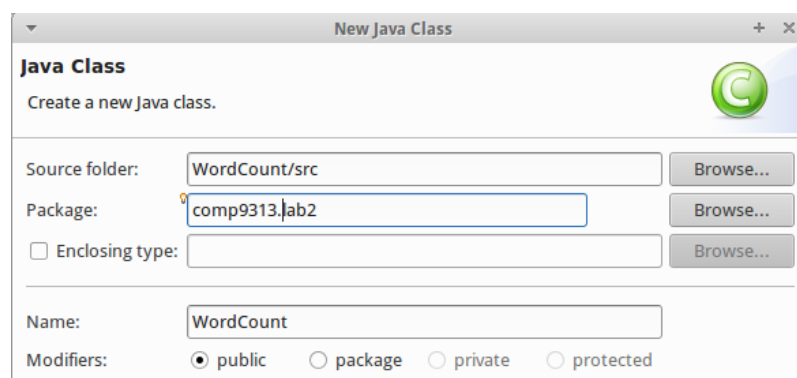 New Java Class
Java Class
Create a new Java class.
C
Source folder: WordCount/src Browse...
Package: comp9313.lab2 Browse...
Enclosing type: Browse...
Name: WordCount
Modifiers: public package private protected